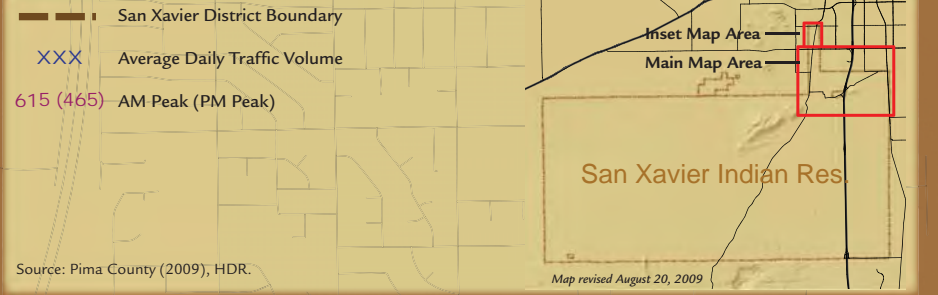 San Xavier District Boundary
XXX Average Daily Traffic Volume
615 (465) AM Peak (PM Peak)
Source: Pima County (2009), HDR.
Inset Map Area
Main Map Area
San Xavier Indian Res.
Map revised August 20, 2009